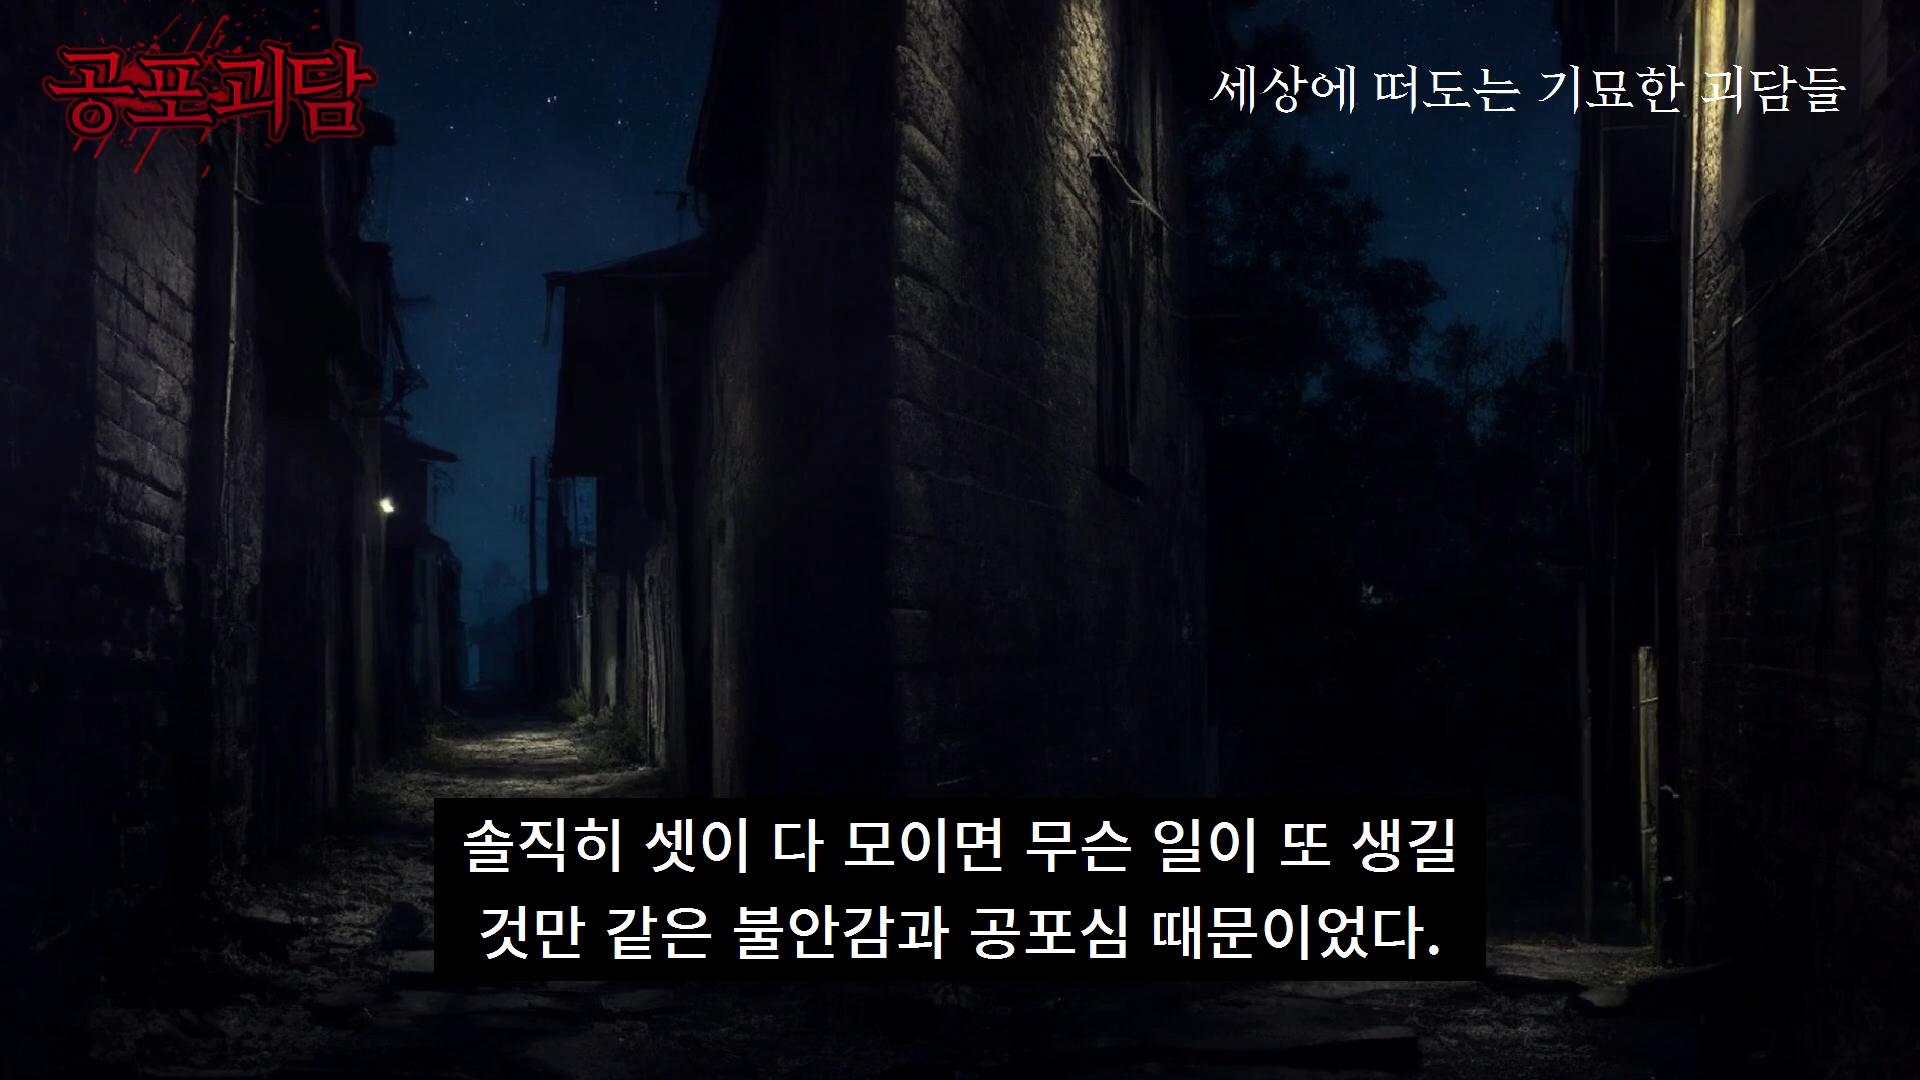 공포괴담
세상에 떠도는 기묘한 괴담들
솔직히 셋이 다 모이면 무슨 일이 또 생길
것만 같은 불안감과 공포심 때문이었다.